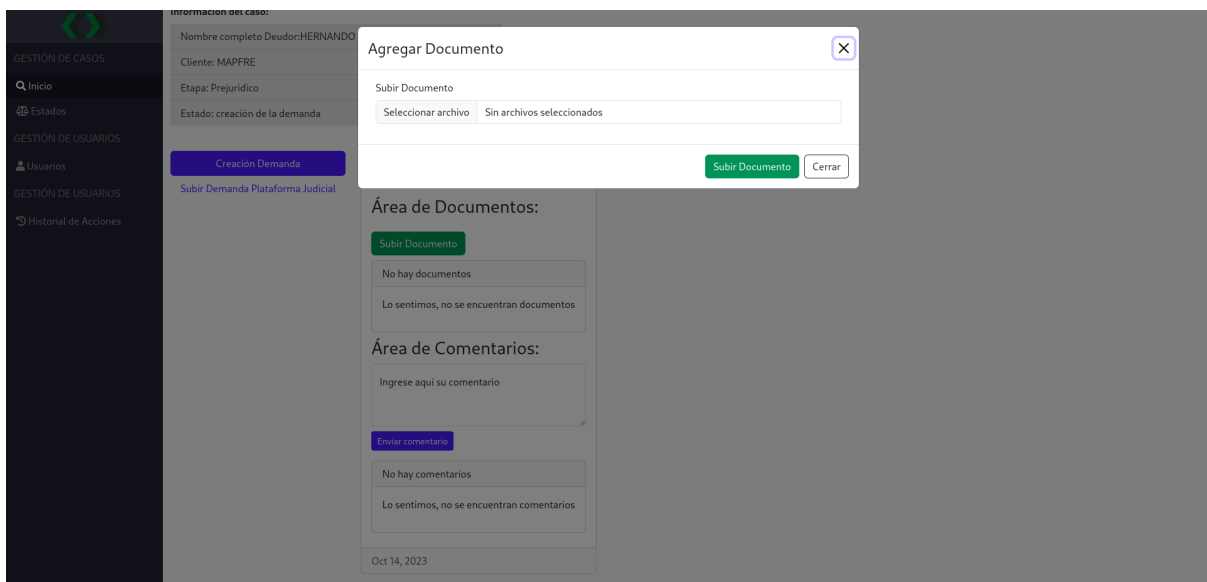 Información del caso:
Nombre completo Deudor:HERNANDO
Cliente: MAPFRE
Etapa: Prejuridico
Estado: creación de la demanda
GESTIÓN DE CASOS
Inicio
Estados
GESTIÓN DE USUARIOS
Usuarios
GESTIÓN DE USUARIOS
Historial de Acciones
Creación Demanda
Subir Demanda Plataforma Judicial
Agregar Documento
Subir Documento
Seleccionar archivo Sin archivos seleccionados
Subir Documento Cerrar
Área de Documentos:
Subir Documento
No hay documentos
Lo sentimos, no se encuentran documentos
Área de Comentarios:
Ingrese aquí su comentario
Enviar comentario
No hay comentarios
Lo sentimos, no se encuentran comentarios
Oct 14, 2023